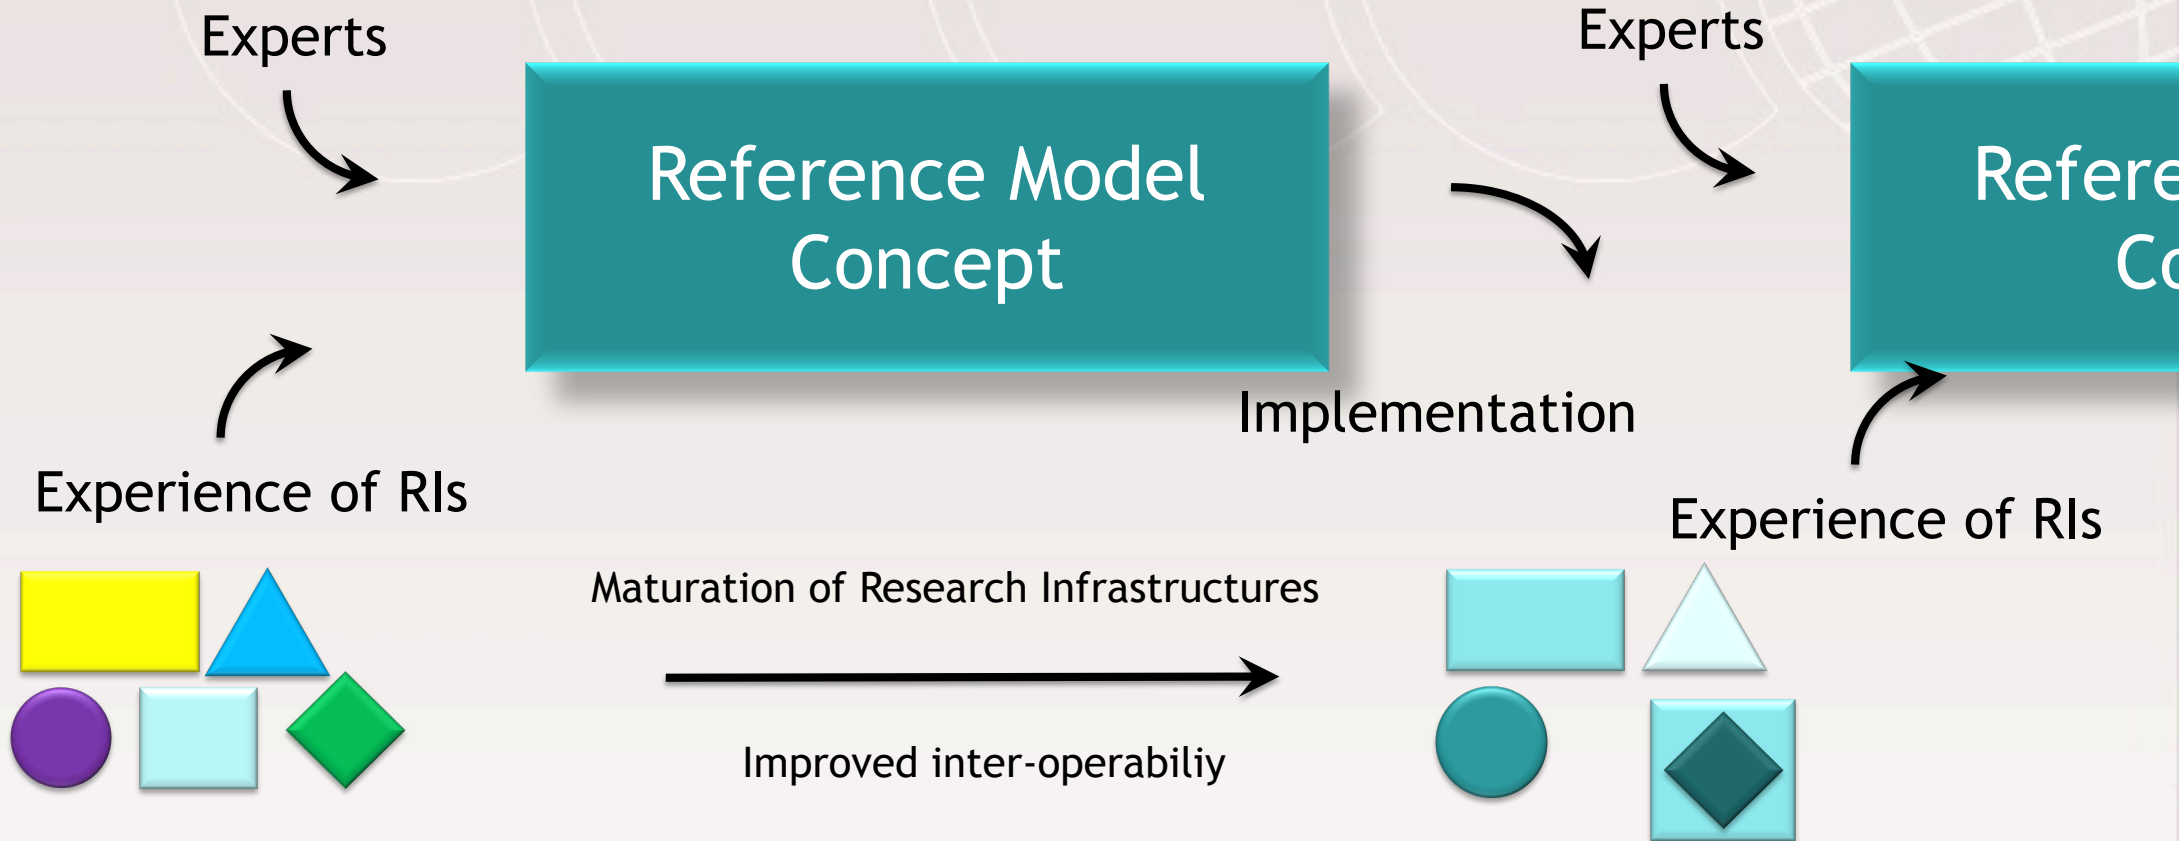 Experts
Experts
Reference Model
Concept
Implementation
Experience of RIs
Experience of RIs
Maturation of Research Infrastructures
Improved inter-operabiliy